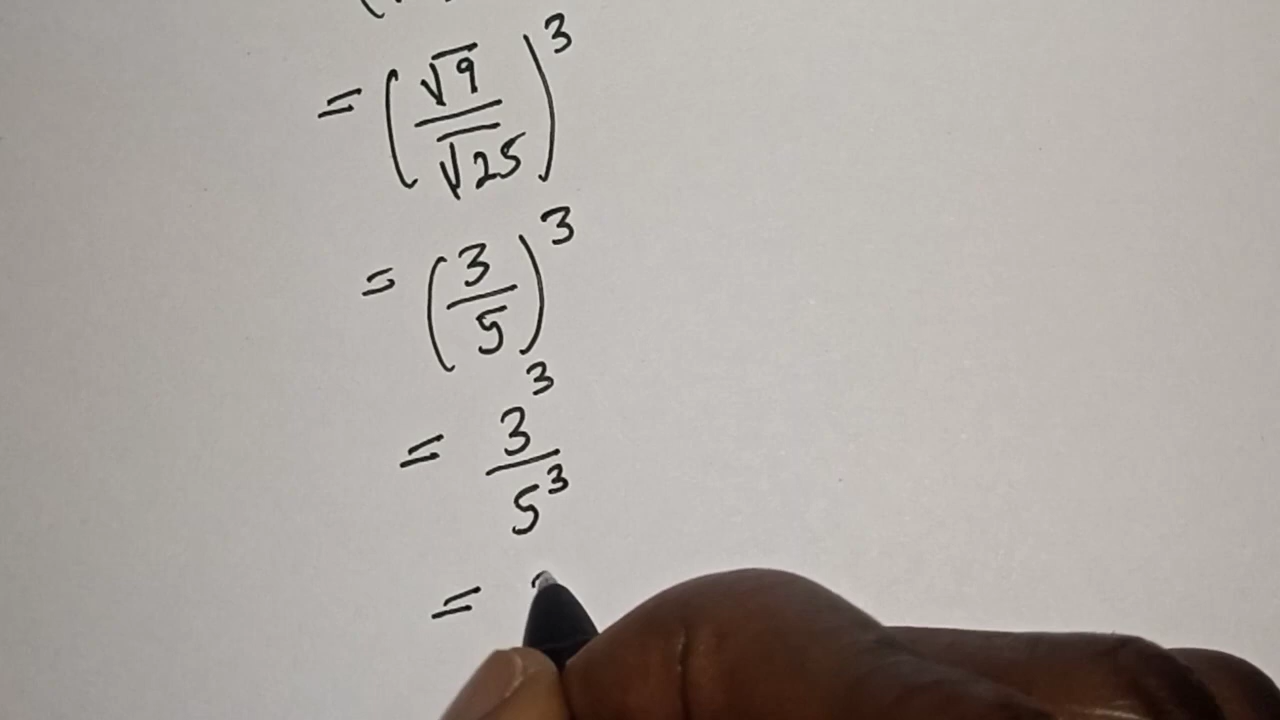 = (√9/√25)³
= (3/5)³
= 3³/5³
=